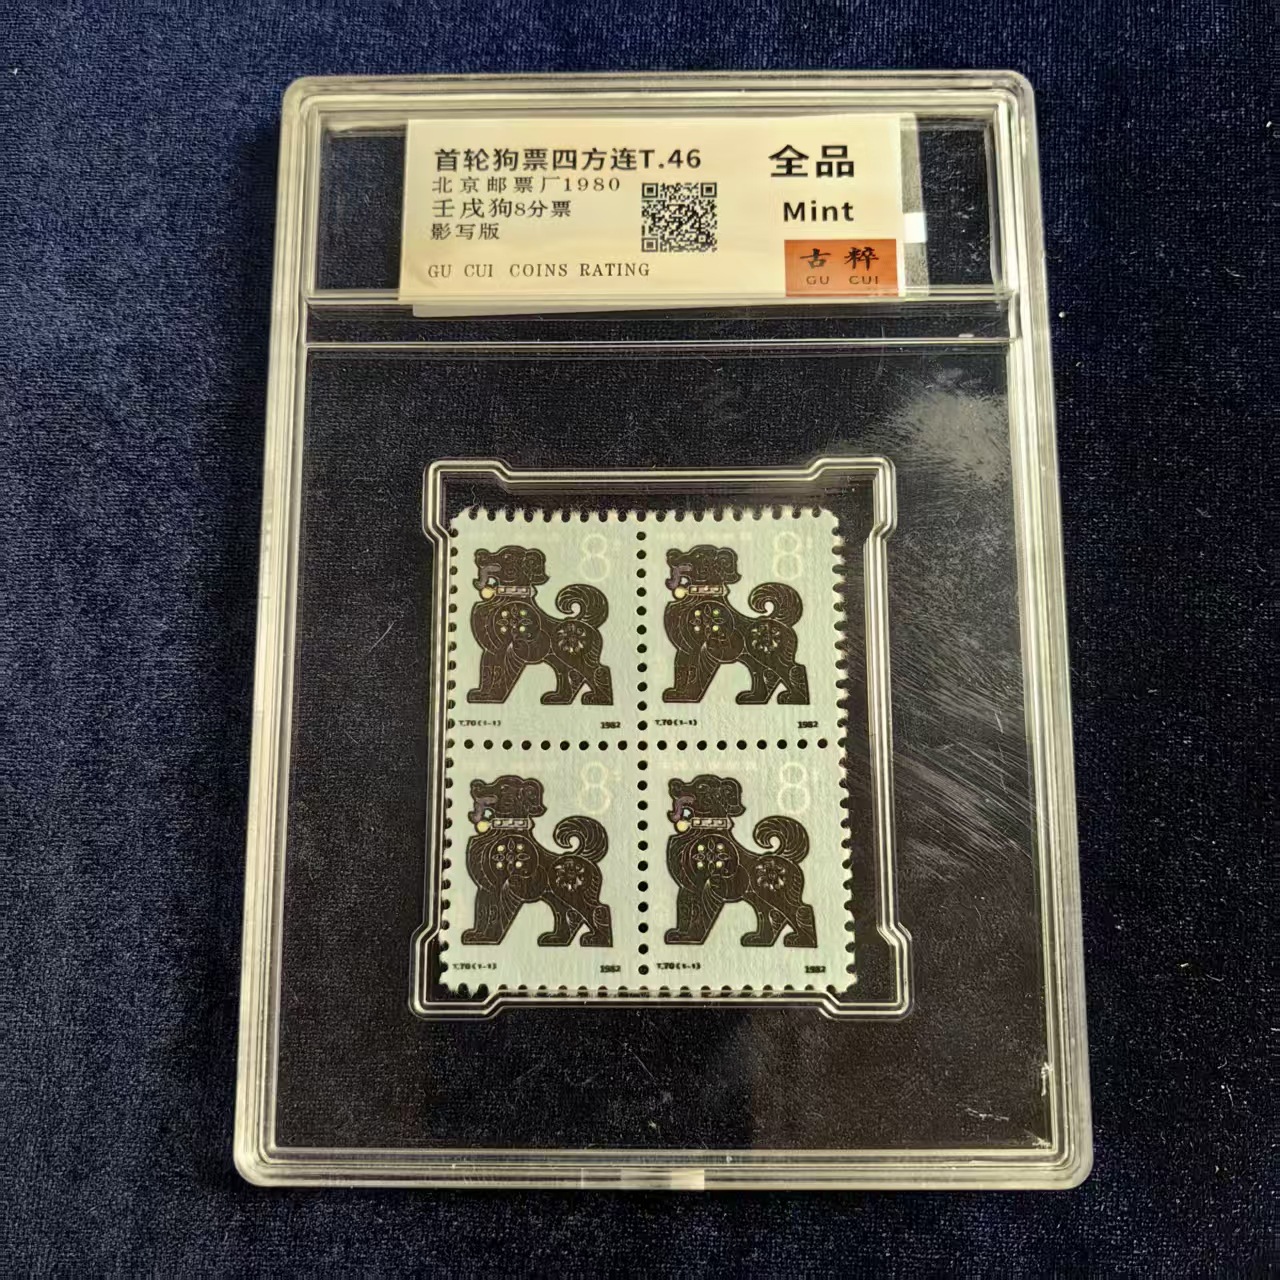 首轮狗票四方连T.46
北京邮票厂1980
壬戌狗8分票
影写版
GU CUI COINS RATING
全品
Mint
古粹
GU CUI
8
8
T.70(1-1) 1982
T.70(1-1) 1982
8
8
T.70(1-1) 1982
T.70(1-1) 1982